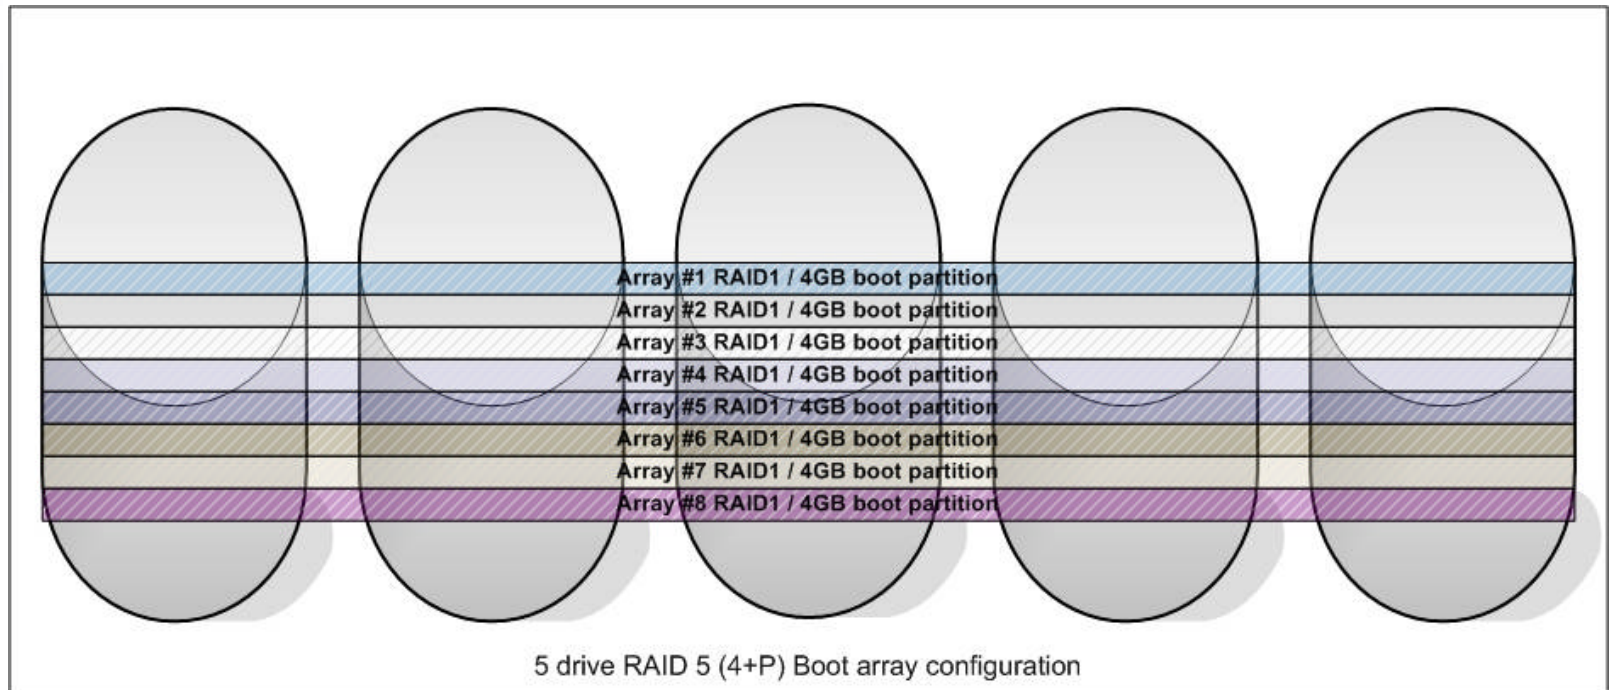 Array #1 RAID1 / 4GB boot partition
Array #2 RAID1 / 4GB boot partition
Array #3 RAID1 / 4GB boot partition
Array #4 RAID1 / 4GB boot partition
Array #5 RAID1 / 4GB boot partition
Array #6 RAID1 / 4GB boot partition
Array #7 RAID1 / 4GB boot partition
Array #8 RAID1 / 4GB boot partition
5 drive RAID 5 (4+P) Boot array configuration